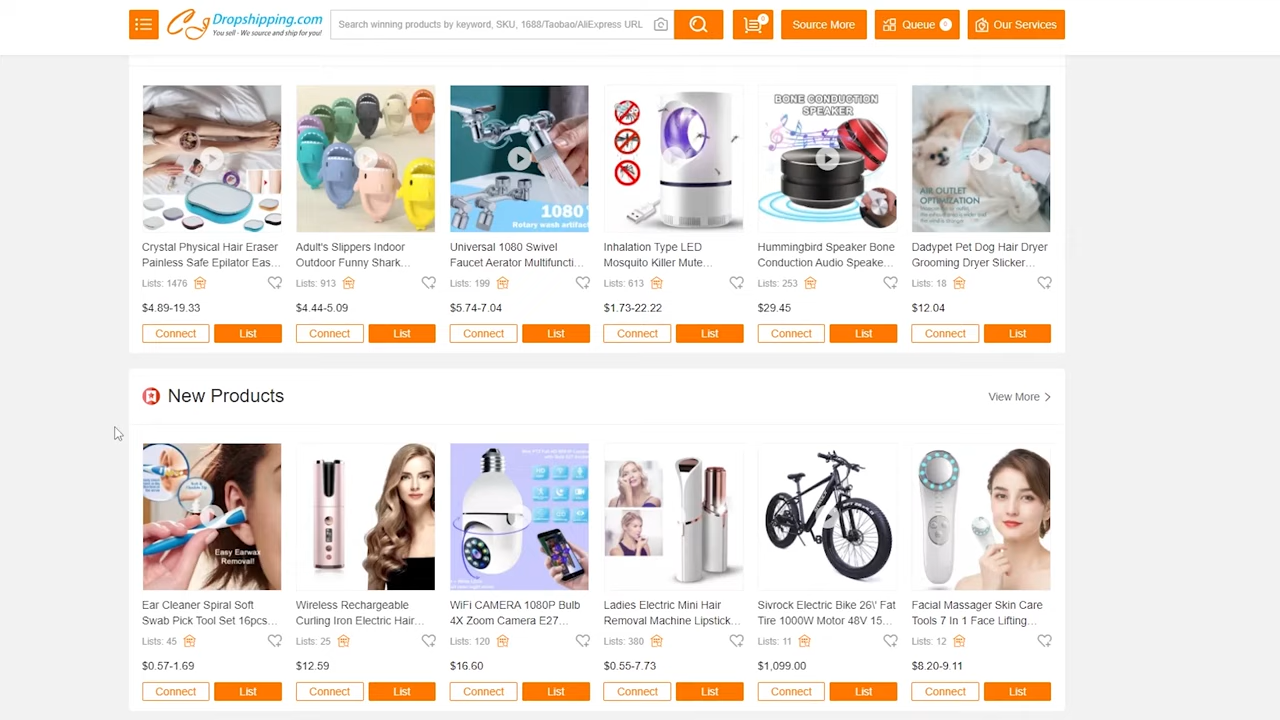 CJ Dropshipping.com
You sell - We source and ship for you!
Search winning products by keyword, SKU, 1688/Taobao/AliExpress URL
0
Source More
Queue 0
Our Services
1080°
Rotary wash artifact
BONE CONDUCTION
SPEAKER
AIR OUTLET
OPTIMIZATION
Crystal Physical Hair Eraser
Painless Safe Epilator Eas...
Adult's Slippers Indoor
Outdoor Funny Shark...
Universal 1080 Swivel
Faucet Aerator Multifuncti...
Inhalation Type LED
Mosquito Killer Mute...
Hummingbird Speaker Bone
Conduction Audio Speake...
Dadypet Pet Dog Hair Dryer
Grooming Dryer Slicker...
Lists: 1476
Lists: 913
Lists: 199
Lists: 613
Lists: 253
Lists: 18
$4.89-19.33
$4.44-5.09
$5.74-7.04
$1.73-22.22
$29.45
$12.04
Connect List
Connect List
Connect List
Connect List
Connect List
Connect List
New Products
View More >
Easy Earwax
Removal!
Ear Cleaner Spiral Soft
Swab Pick Tool Set 16pcs...
Wireless Rechargeable
Curling Iron Electric Hair...
WiFi CAMERA 1080P Bulb
4X Zoom Camera E27...
Ladies Electric Mini Hair
Removal Machine Lipstick...
Sivrock Electric Bike 26\' Fat
Tire 1000W Motor 48V 15...
Facial Massager Skin Care
Tools 7 In 1 Face Lifting...
Lists: 45
Lists: 25
Lists: 120
Lists: 380
Lists: 11
Lists: 12
$0.57-1.69
$12.59
$16.60
$0.55-7.73
$1,099.00
$8.20-9.11
Connect List
Connect List
Connect List
Connect List
Connect List
Connect List